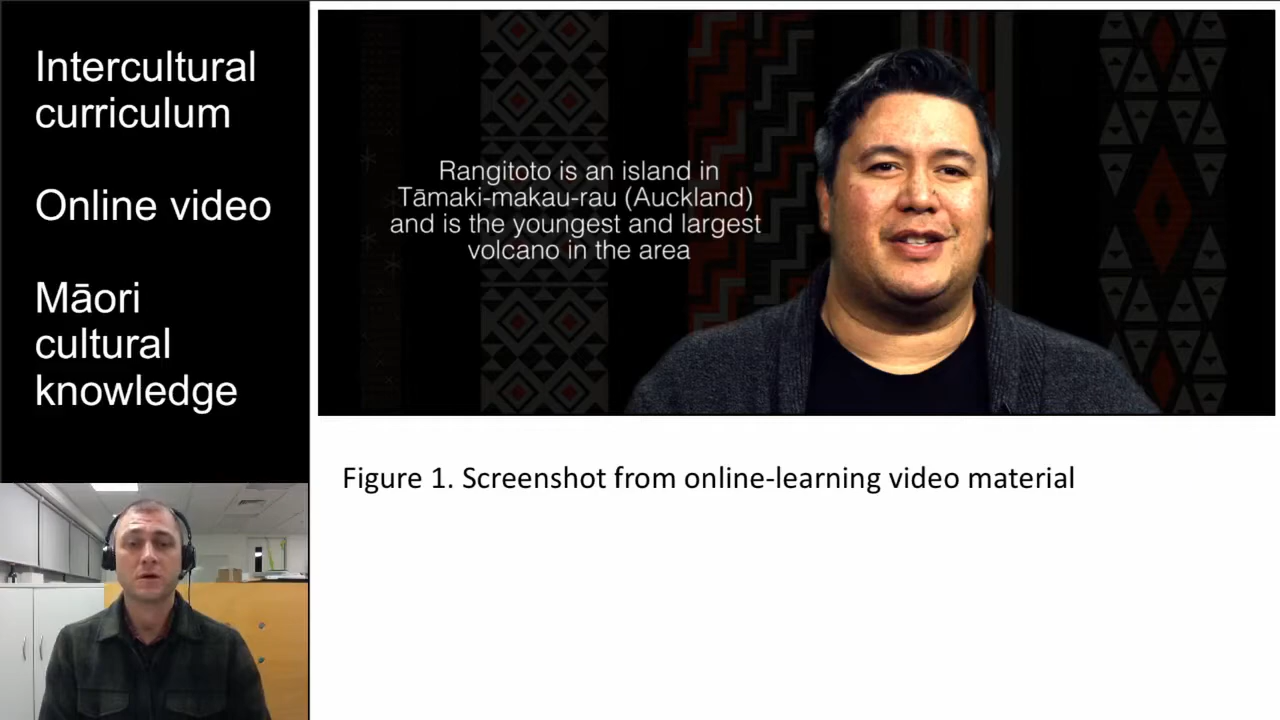 Intercultural
curriculum
Online video
Māori
cultural
knowledge
Rangitoto is an island in
Tāmaki-makau-rau (Auckland)
and is the youngest and largest
volcano in the area
Figure 1. Screenshot from online-learning video material